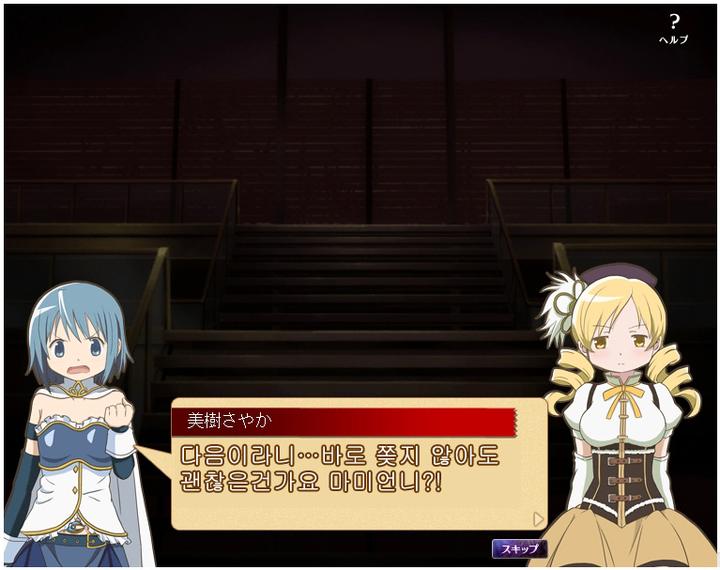 ?
ヘルプ
美樹さやか
다음이라니…바로 쫒지 않아도
괜찮은건가요 마미언니?!
スキップ